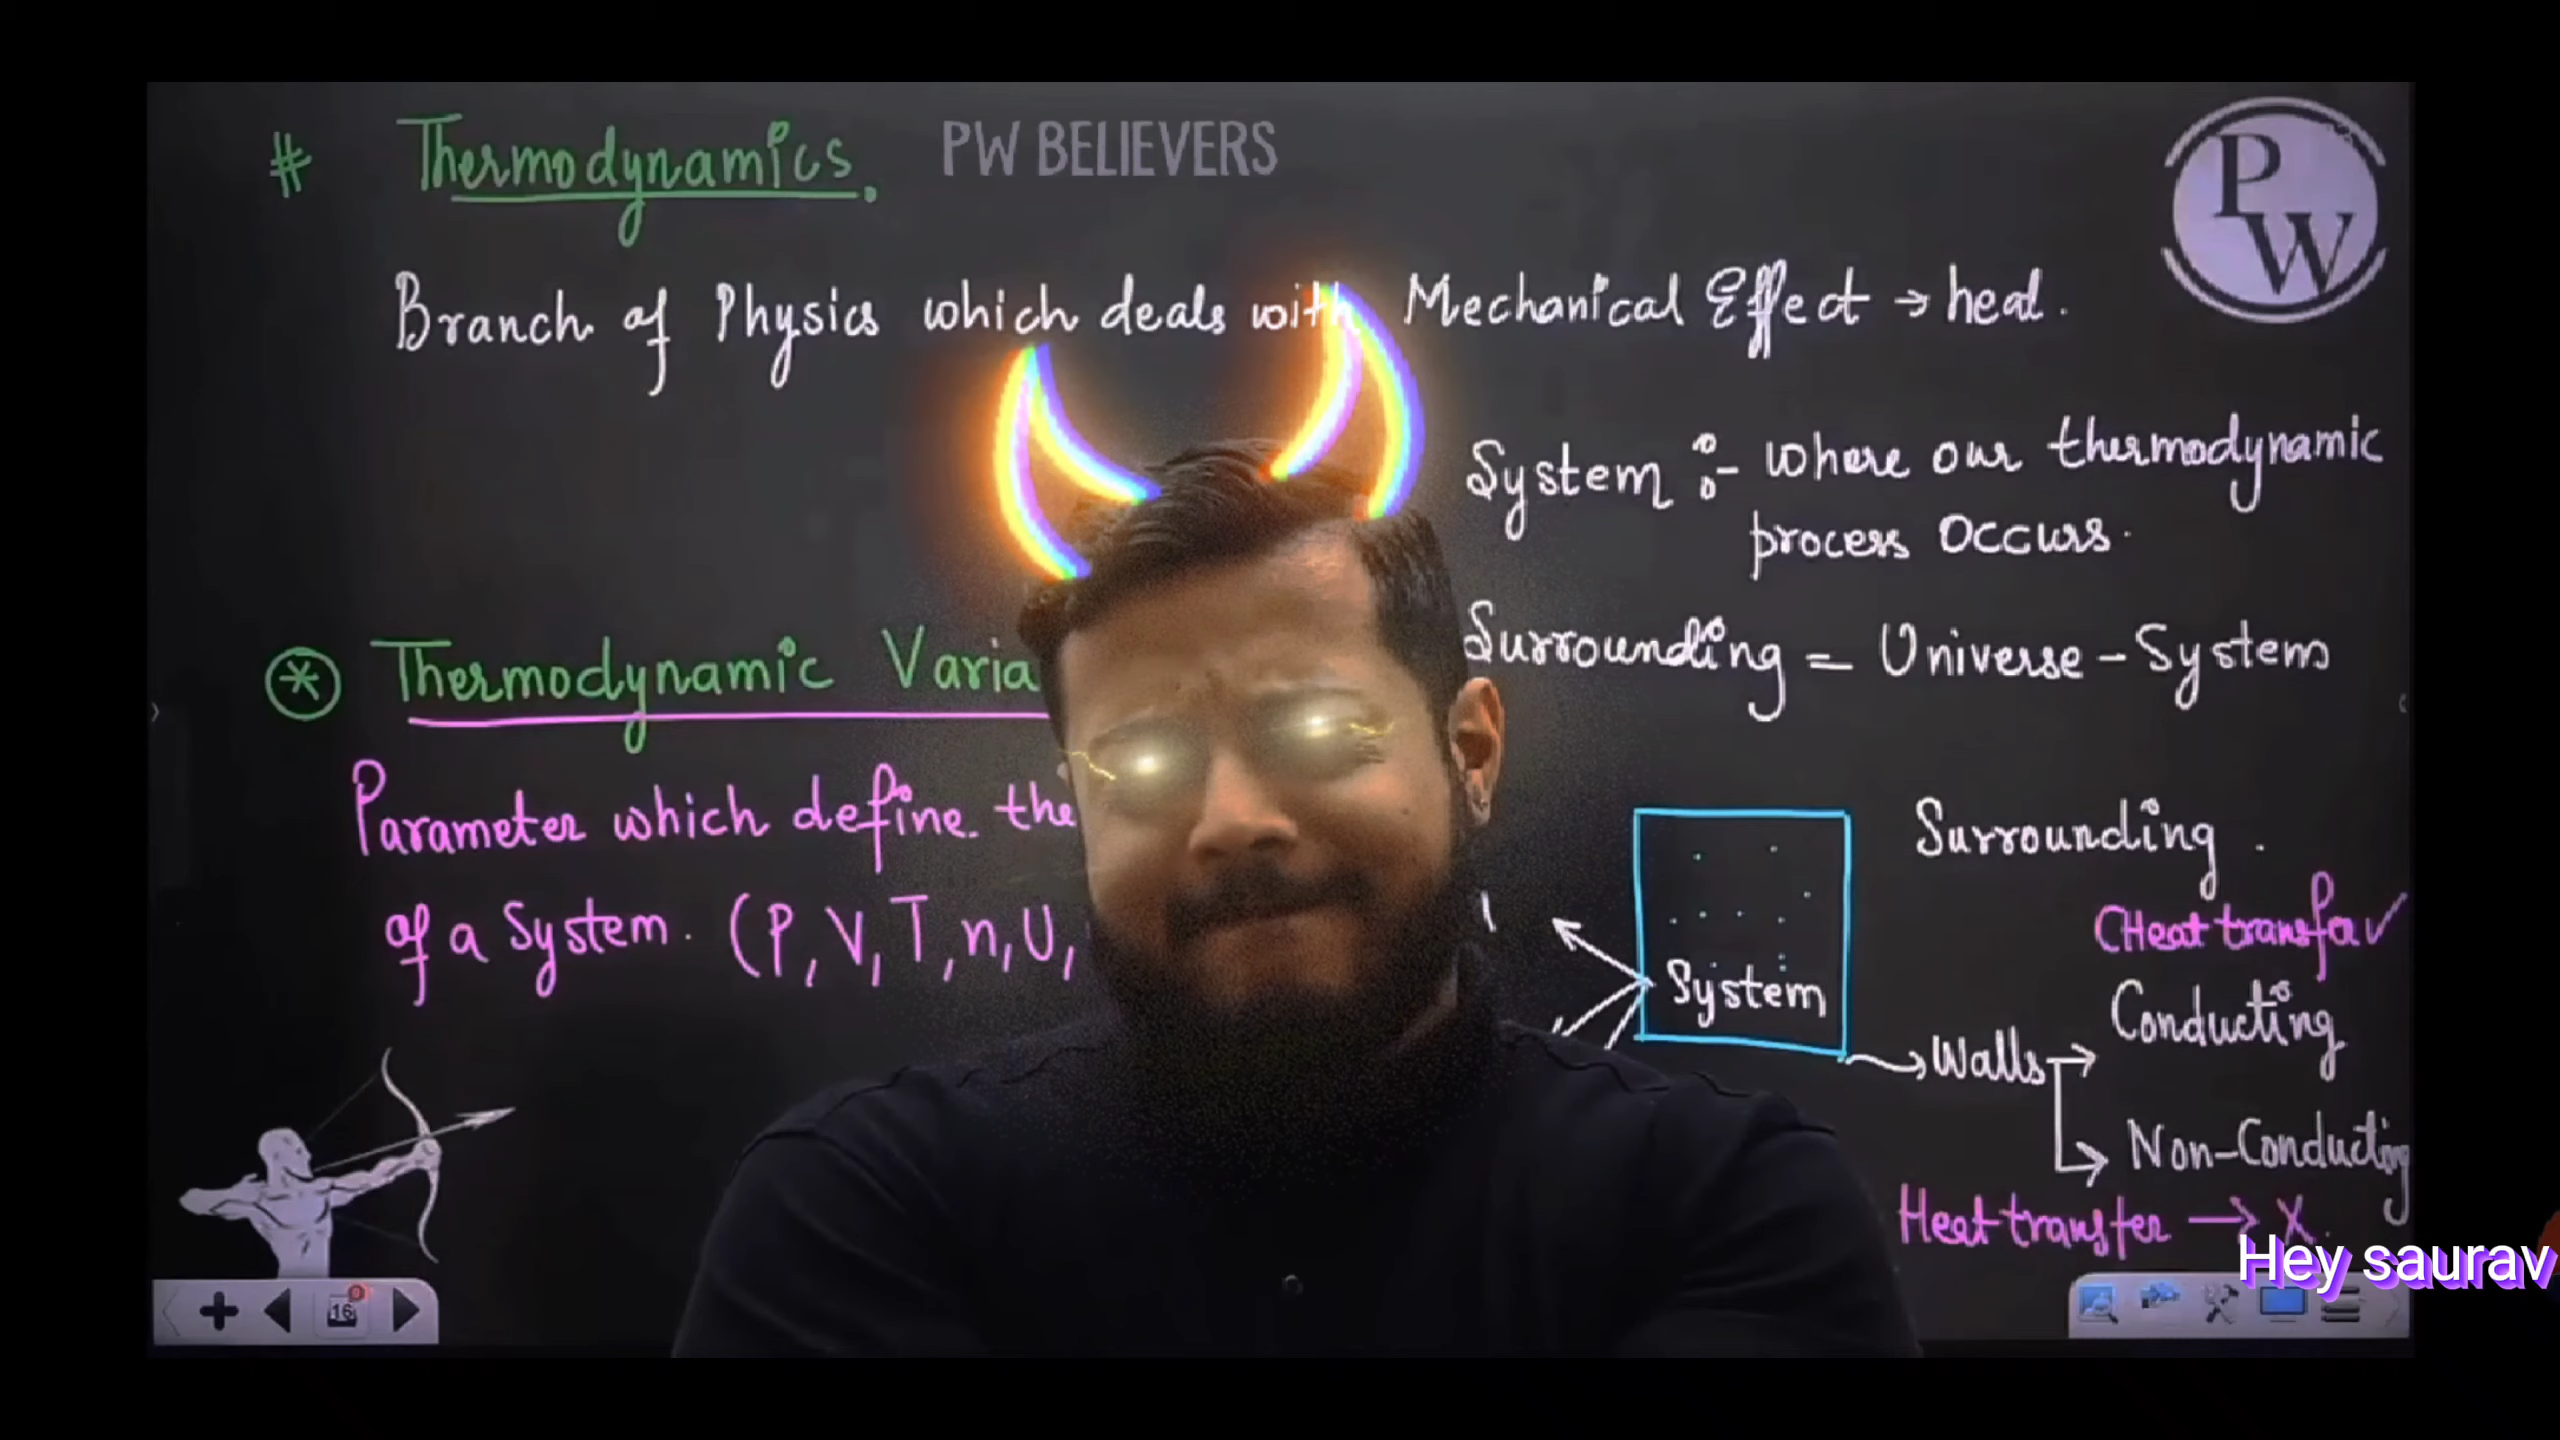 # Thermodynamics.
PW BELIEVERS
PW
Branch of Physics which deals with Mechanical Effect → heat.
System :- where our thermodynamic
process occurs.
Surrounding = Universe - System
* Thermodynamic Varia
Parameter which define the
of a System. (P, V, T, n, U,
Surrounding.
(Heat transfer ✓
System
Conducting
Walls →
Non-Conducting
Heat transfer → X.
Hey saurav
16